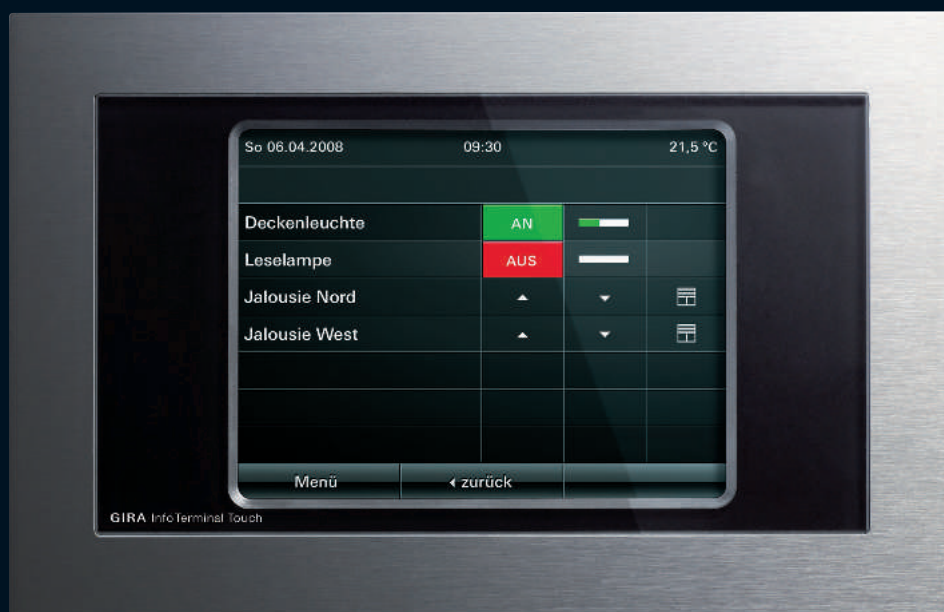 So 06.04.2008 09:30 21,5 °C
Deckenleuchte AN
Leselampe AUS
Jalousie Nord
Jalousie West
Menü zurück
GIRA InfoTerminal Touch